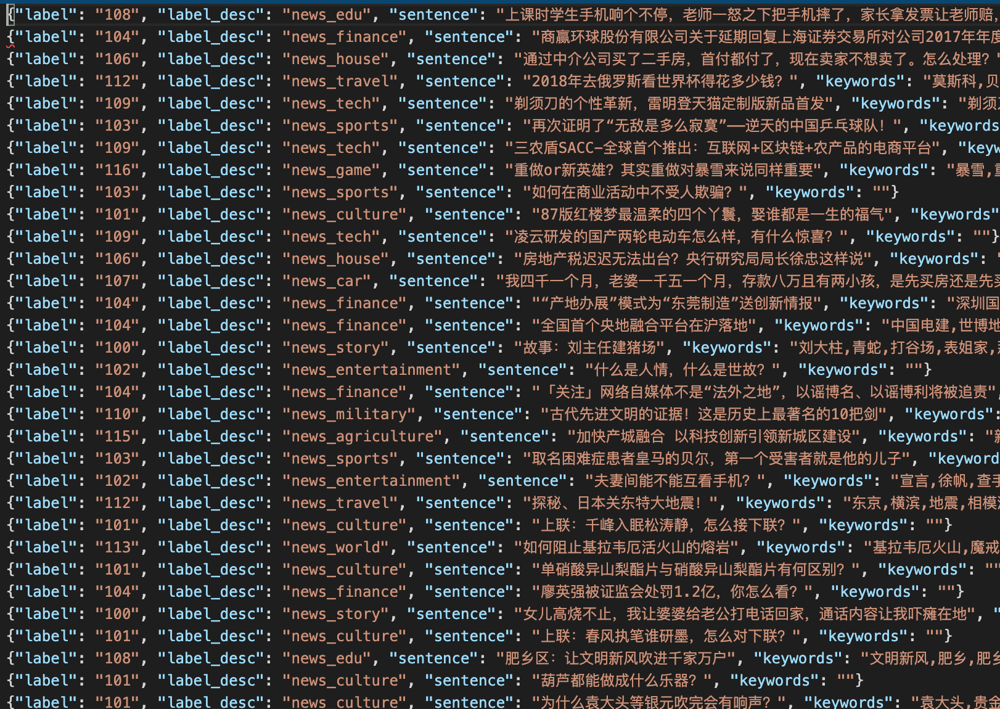 {"label": "108", "label_desc": "news_edu", "sentence": "上课时学生手机响个不停，老师一怒之下把手机摔了，家长拿发票让老师赔，
{"label": "104", "label_desc": "news_finance", "sentence": "商赢环球股份有限公司关于延期回复上海证券交易所对公司2017年年度
{"label": "106", "label_desc": "news_house", "sentence": "通过中介公司买了二手房，首付都付了，现在卖家不想卖了。怎么处理？"
{"label": "112", "label_desc": "news_travel", "sentence": "2018年去俄罗斯看世界杯得花多少钱？", "keywords": "莫斯科,贝
{"label": "109", "label_desc": "news_tech", "sentence": "剃须刀的个性革新，雷明登天猫定制版新品首发", "keywords": "剃须刀
{"label": "103", "label_desc": "news_sports", "sentence": "再次证明了“无敌是多么寂寞”——逆天的中国乒乓球队！", "keywords
{"label": "109", "label_desc": "news_tech", "sentence": "三农盾SACC-全球首个推出：互联网+区块链+农产品的电商平台", "keyw
{"label": "116", "label_desc": "news_game", "sentence": "重做or新英雄？其实重做对暴雪来说同样重要", "keywords": "暴雪,重
{"label": "103", "label_desc": "news_sports", "sentence": "如何在商业活动中不受人欺骗？", "keywords": ""}
{"label": "101", "label_desc": "news_culture", "sentence": "87版红楼梦最温柔的四个丫鬟，娶谁都是一生的福气", "keywords"
{"label": "109", "label_desc": "news_tech", "sentence": "凌云研发的国产两轮电动车怎么样，有什么惊喜？", "keywords": ""}
{"label": "106", "label_desc": "news_house", "sentence": "房地产税迟迟无法出台？央行研究局局长徐忠这样说", "keywords":
{"label": "107", "label_desc": "news_car", "sentence": "我四千一个月，老婆一千五一个月，存款八万且有两小孩，是先买房还是先买
{"label": "104", "label_desc": "news_finance", "sentence": "“产地办展”模式为“东莞制造”送创新情报", "keywords": "深圳国
{"label": "104", "label_desc": "news_finance", "sentence": "全国首个央地融合平台在沪落地", "keywords": "中国电建,世博地
{"label": "100", "label_desc": "news_story", "sentence": "故事：刘主任建猪场", "keywords": "刘大柱,青蛇,打谷场,表姐家,
{"label": "102", "label_desc": "news_entertainment", "sentence": "什么是人情，什么是世故？", "keywords": ""}
{"label": "104", "label_desc": "news_finance", "sentence": "「关注」网络自媒体不是“法外之地”，以谣博名、以谣博利将被追责",
{"label": "110", "label_desc": "news_military", "sentence": "古代先进文明的证据！这是历史上最著名的10把剑", "keywords":
{"label": "115", "label_desc": "news_agriculture", "sentence": "加快产城融合 以科技创新引领新城区建设", "keywords": "新
{"label": "103", "label_desc": "news_sports", "sentence": "取名困难症患者皇马的贝尔，第一个受害者就是他的儿子", "keyword
{"label": "102", "label_desc": "news_entertainment", "sentence": "夫妻间能不能互看手机？", "keywords": "宣言,徐帆,查手
{"label": "112", "label_desc": "news_travel", "sentence": "探秘、日本关东特大地震！", "keywords": "东京,横滨,地震,相模
{"label": "101", "label_desc": "news_culture", "sentence": "上联：千峰入眠松涛静，怎么接下联？", "keywords": ""}
{"label": "113", "label_desc": "news_world", "sentence": "如何阻止基拉韦厄活火山的熔岩", "keywords": "基拉韦厄火山,魔戒
{"label": "101", "label_desc": "news_culture", "sentence": "单硝酸异山梨酯片与硝酸异山梨酯片有何区别？", "keywords": ""
{"label": "104", "label_desc": "news_finance", "sentence": "廖英强被证监会处罚1.2亿，你怎么看？", "keywords": ""}
{"label": "100", "label_desc": "news_story", "sentence": "女儿高烧不止，我让婆婆给老公打电话回家，通话内容让我吓瘫在地", "
{"label": "101", "label_desc": "news_culture", "sentence": "上联：春风执笔谁研墨，怎么对下联？", "keywords": ""}
{"label": "108", "label_desc": "news_edu", "sentence": "肥乡区：让文明新风吹进千家万户", "keywords": "文明新风,肥乡,肥乡
{"label": "101", "label_desc": "news_culture", "sentence": "葫芦都能做成什么乐器？", "keywords": ""}
{"label": "101", "label_desc": "news_culture", "sentence": "为什么袁大头等银元吹完会有响声？", "keywords": "袁大头,贵金